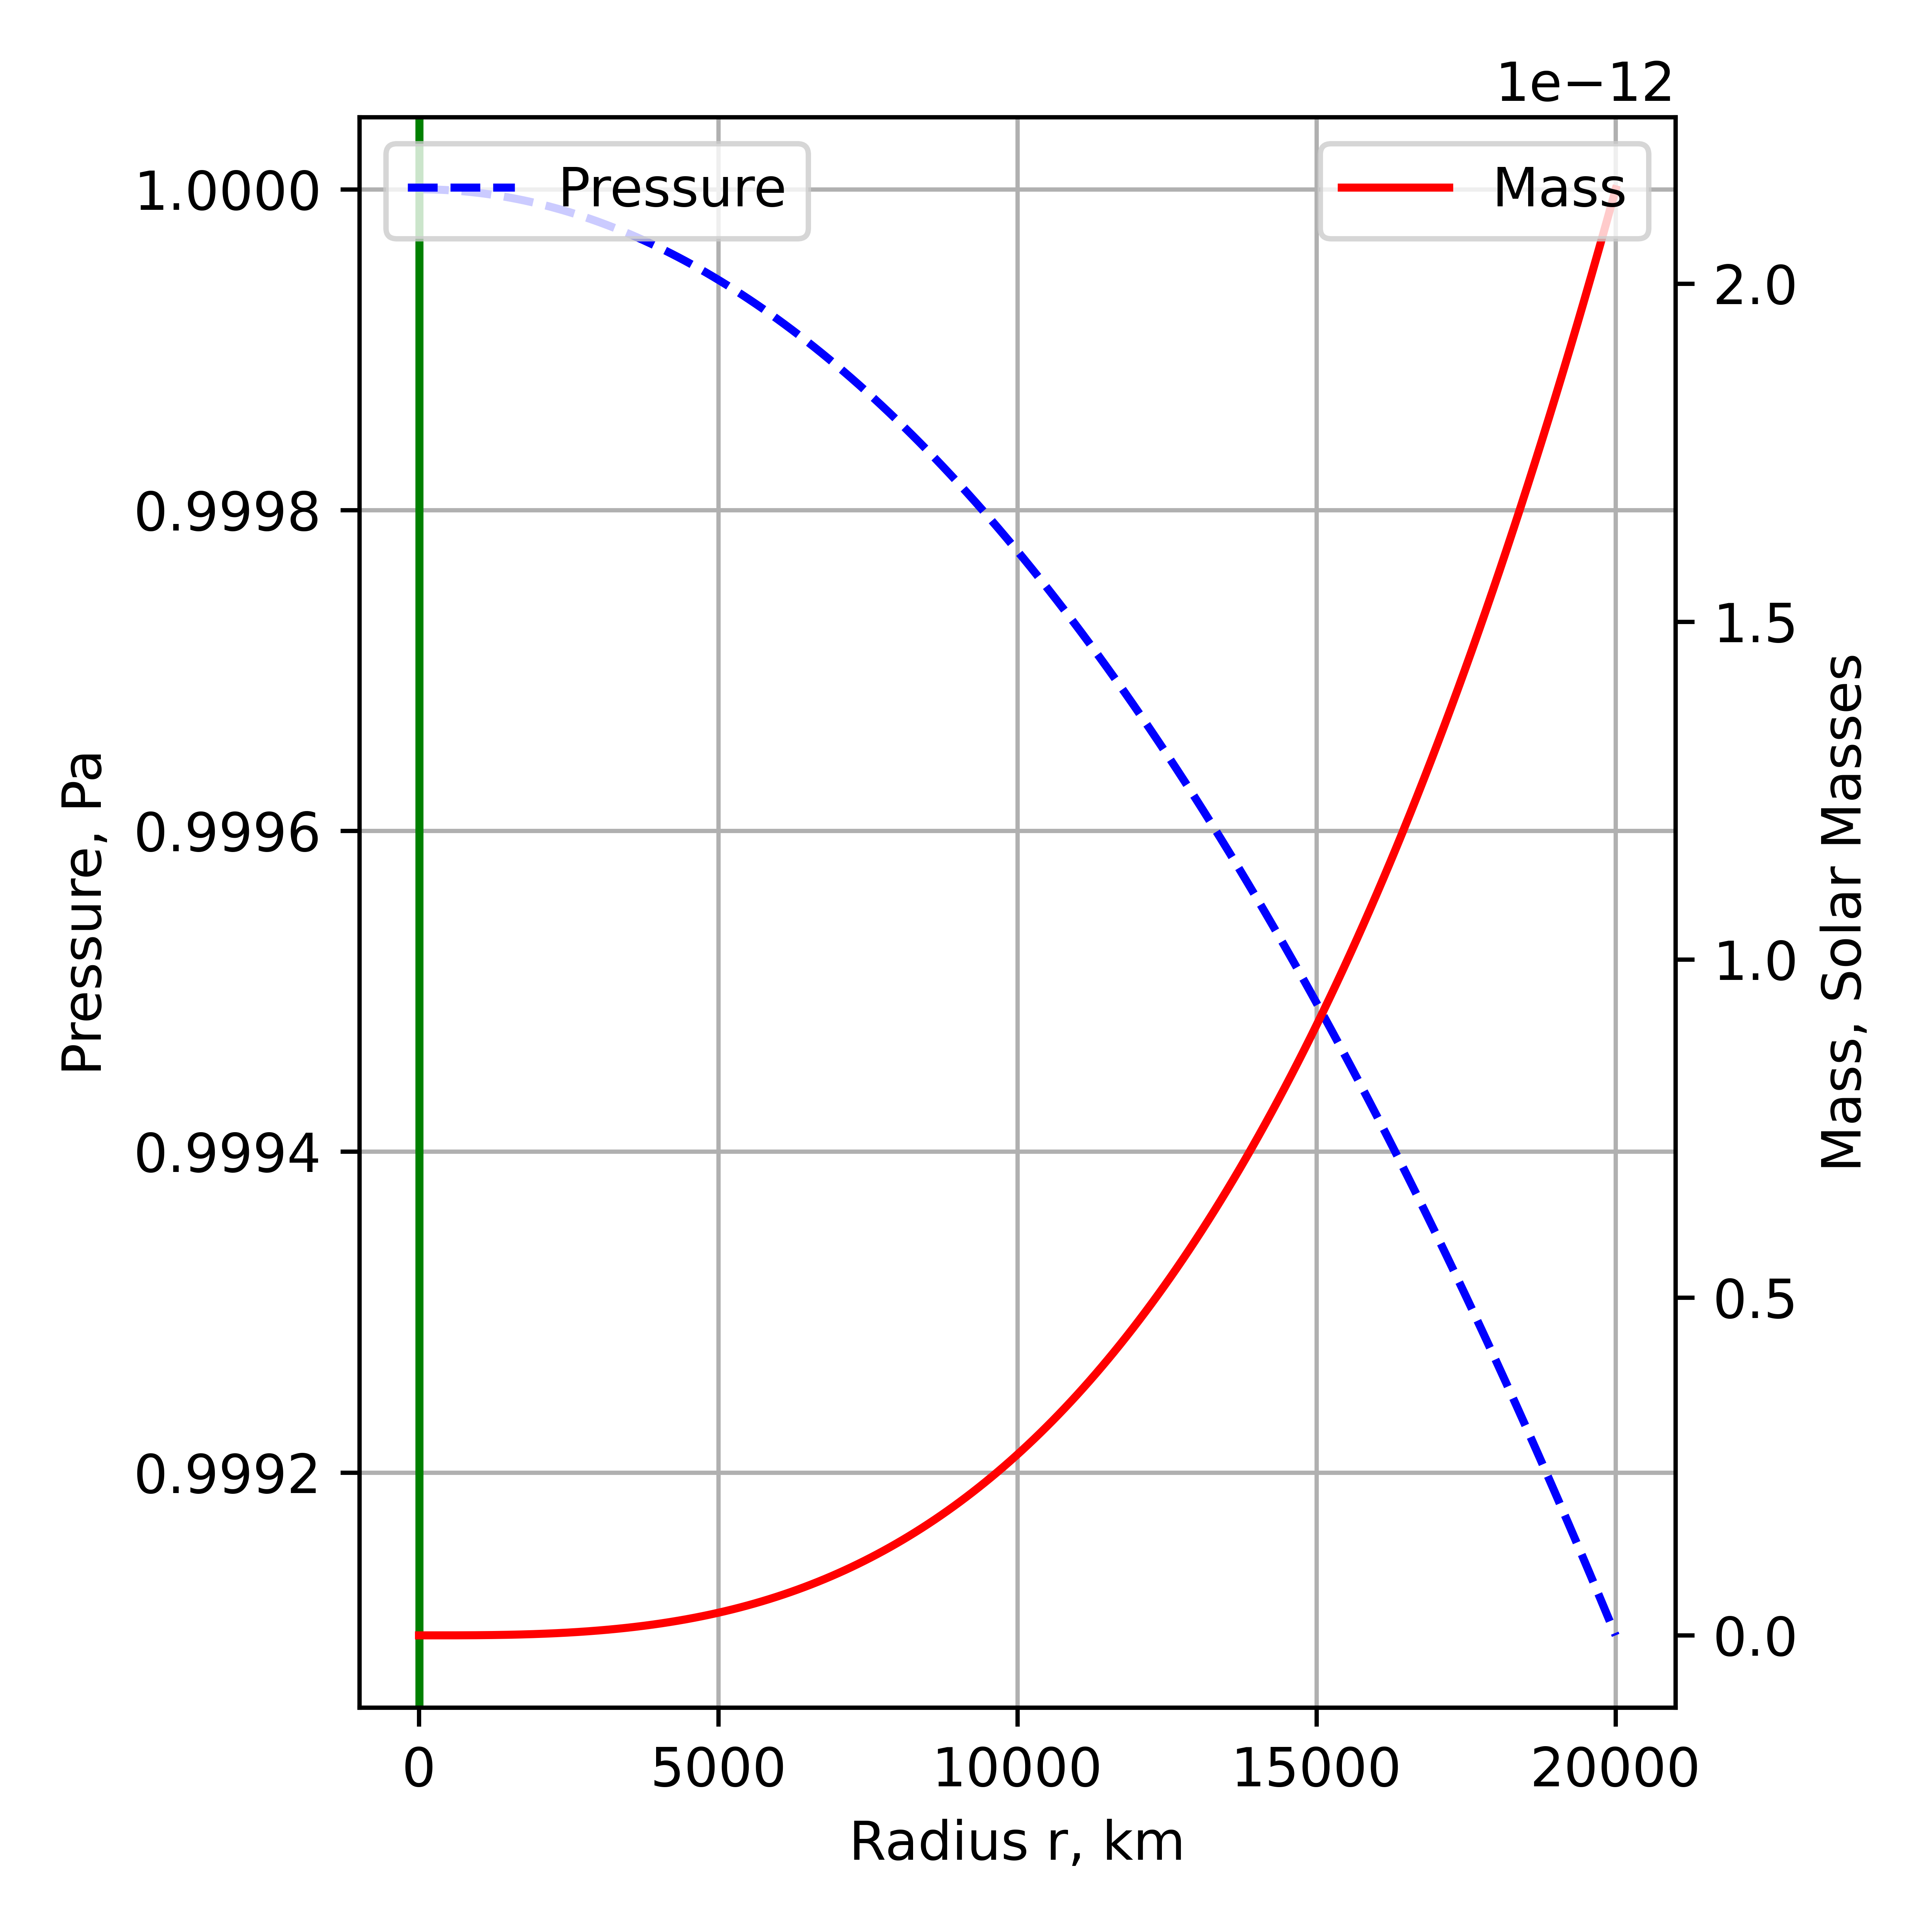 1e−12
Pressure
Mass
1.0000
0.9998
0.9996
0.9994
0.9992
Pressure, Pa
2.0
1.5
1.0
0.5
0.0
Mass, Solar Masses
0 5000 10000 15000 20000
Radius r, km